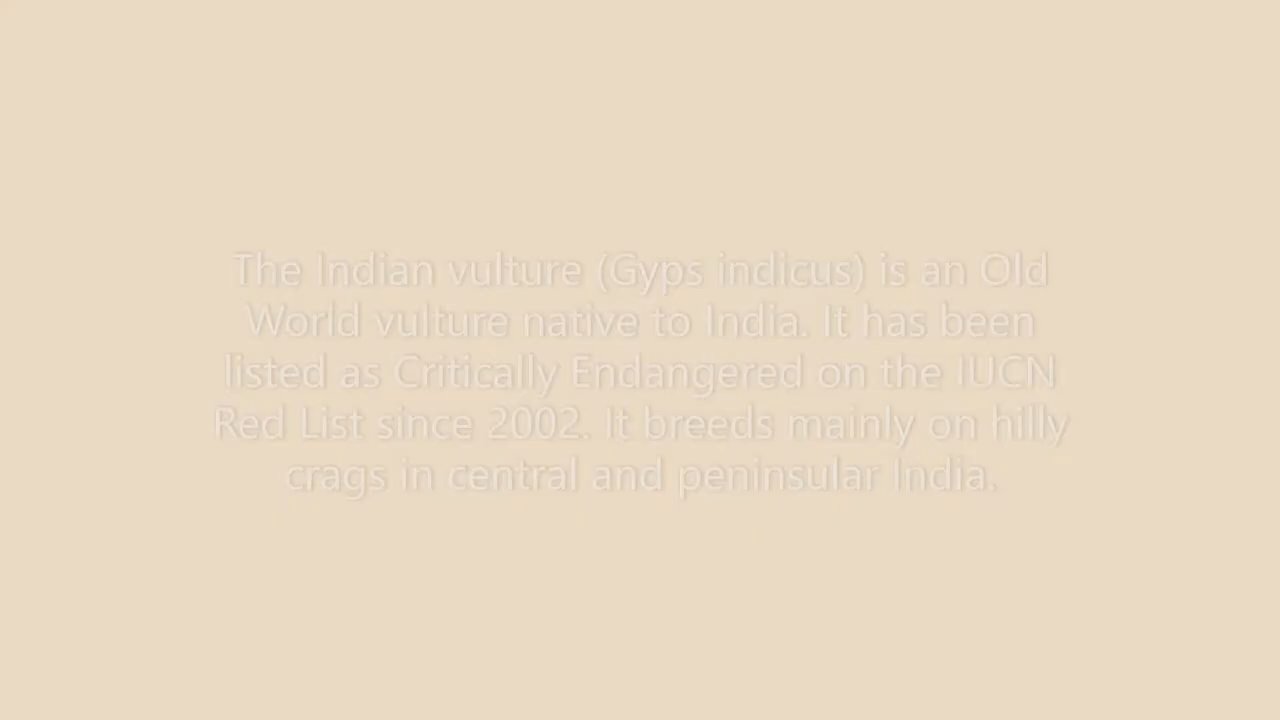 The Indian vulture (Gyps indicus) is an Old
World vulture native to India. It has been
listed as Critically Endangered on the IUCN
Red List since 2002. It breeds mainly on hilly
crags in central and peninsular India.